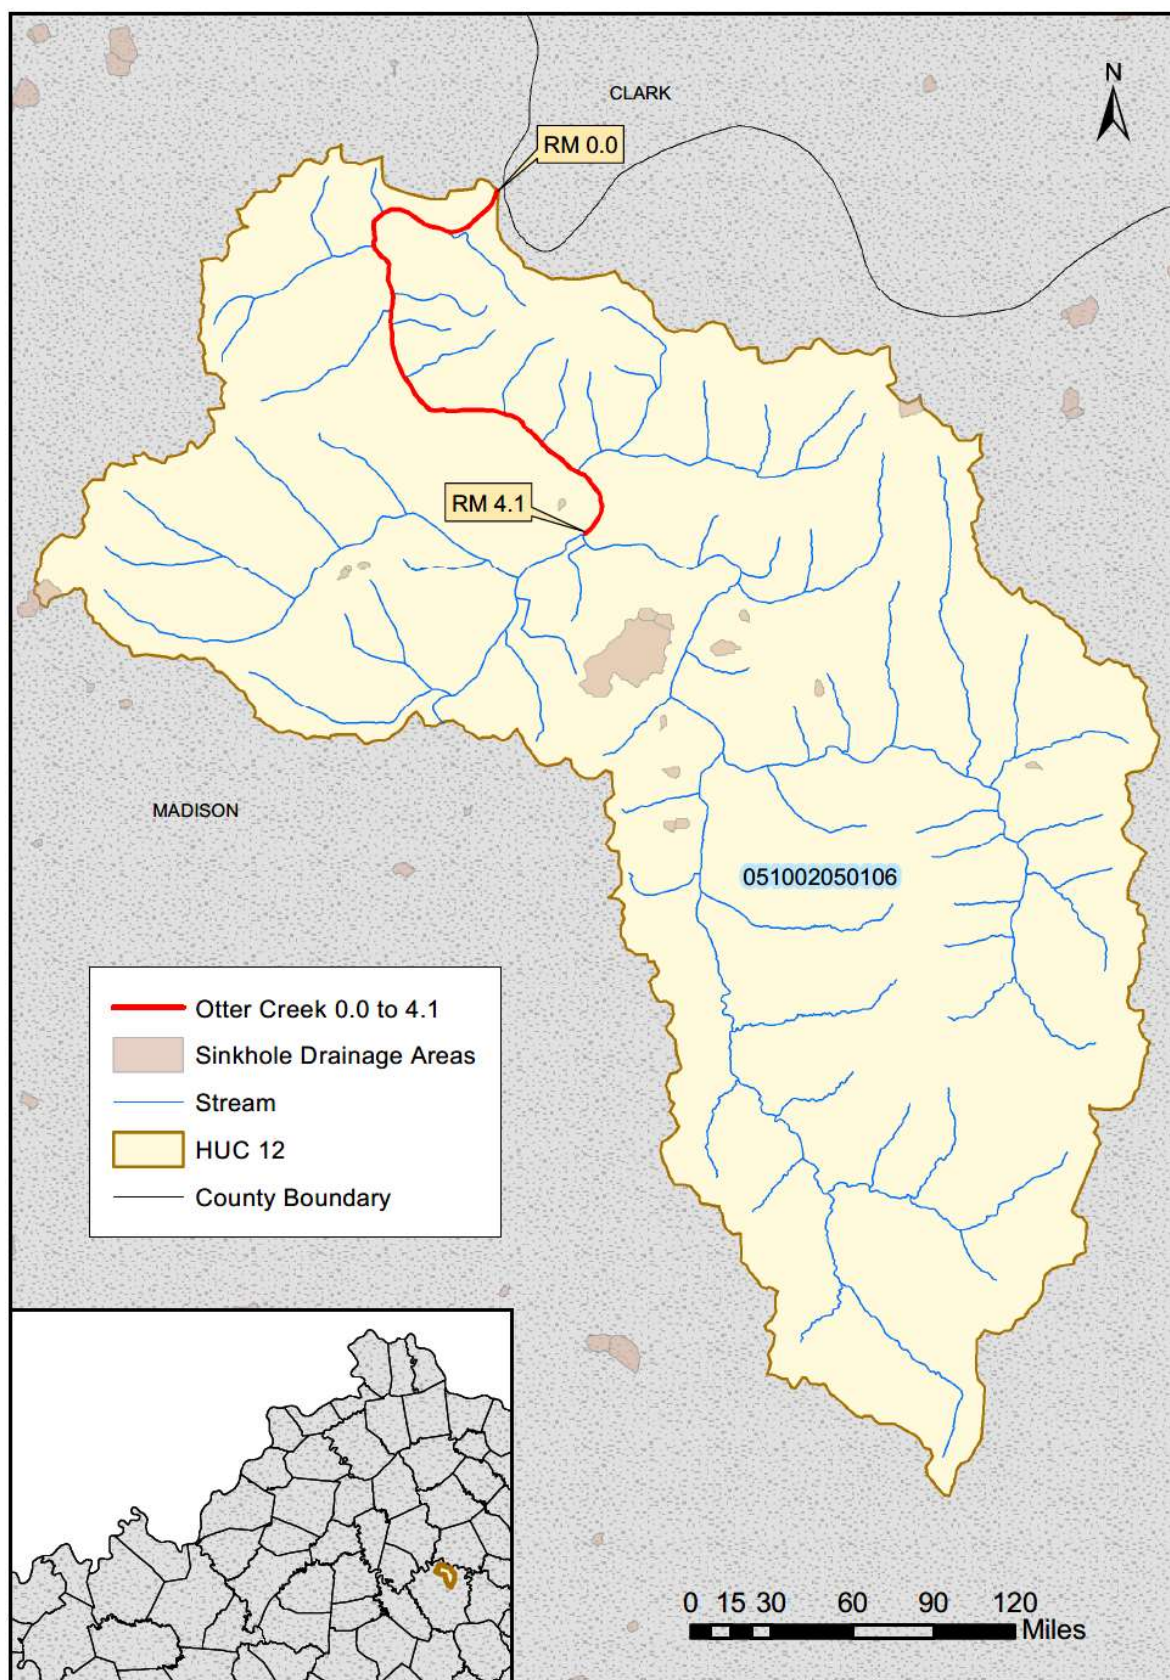 N
CLARK
RM 0.0
RM 4.1
MADISON
051002050106
Otter Creek 0.0 to 4.1
Sinkhole Drainage Areas
Stream
HUC 12
County Boundary
0 15 30 60 90 120
Miles